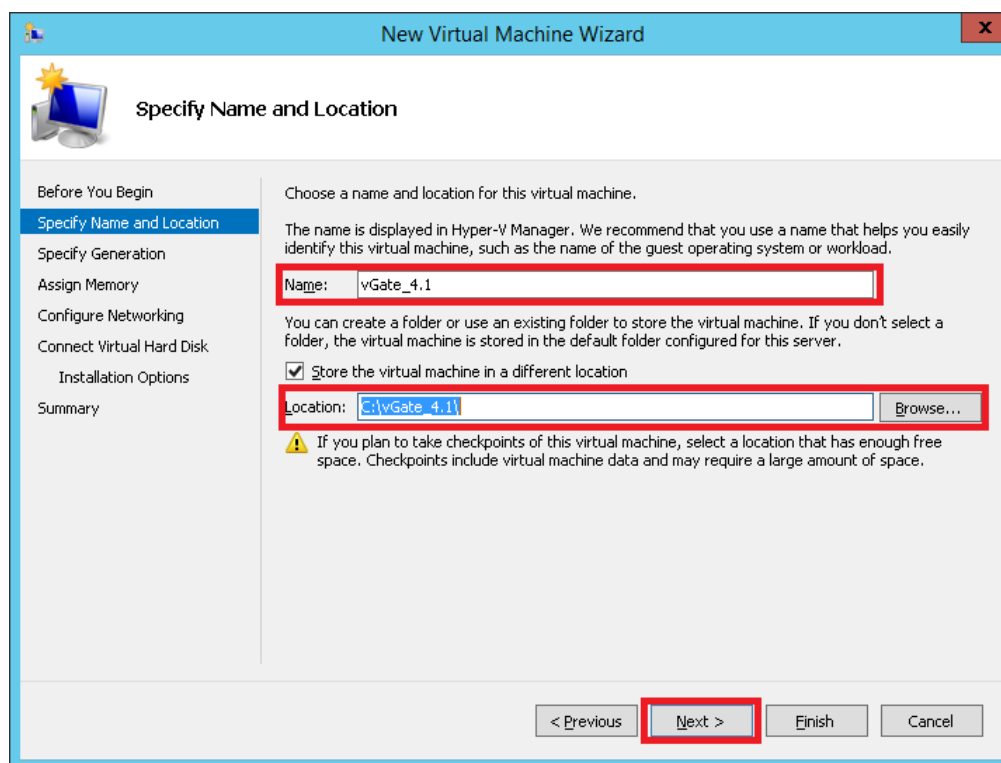 New Virtual Machine Wizard
X
Specify Name and Location
Before You Begin
Specify Name and Location
Specify Generation
Assign Memory
Configure Networking
Connect Virtual Hard Disk
Installation Options
Summary
Choose a name and location for this virtual machine.
The name is displayed in Hyper-V Manager. We recommend that you use a name that helps you easily
identify this virtual machine, such as the name of the guest operating system or workload.
Name: vGate_4.1
You can create a folder or use an existing folder to store the virtual machine. If you don't select a
folder, the virtual machine is stored in the default folder configured for this server.
Store the virtual machine in a different location
Location: C:\vGate_4.1\ Browse...
If you plan to take checkpoints of this virtual machine, select a location that has enough free
space. Checkpoints include virtual machine data and may require a large amount of space.
< Previous Next > Finish Cancel